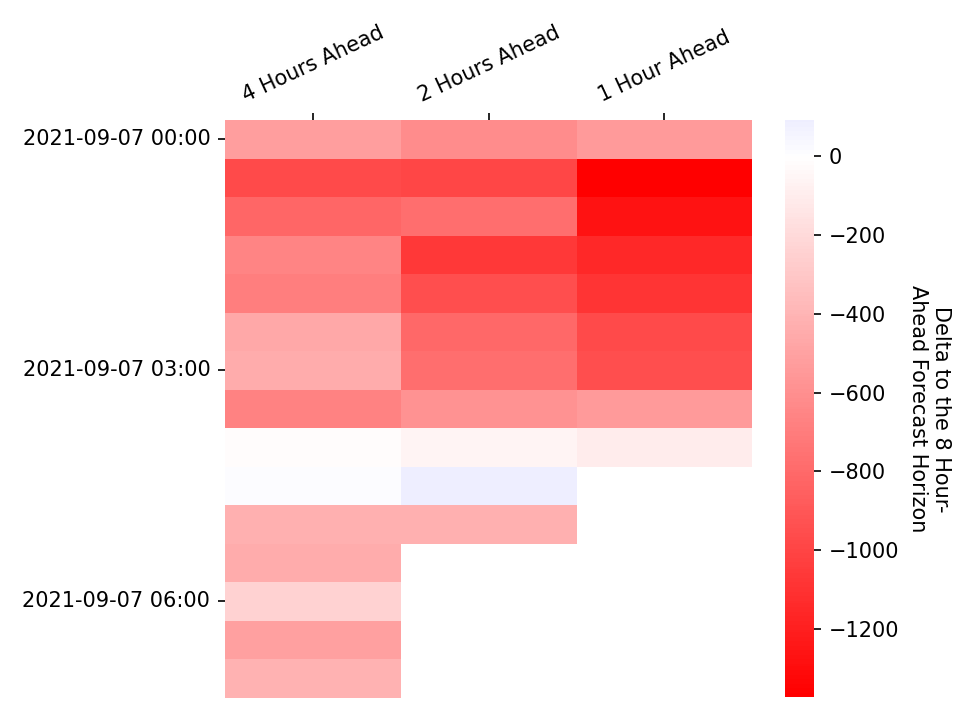 4 Hours Ahead
2 Hours Ahead
1 Hour Ahead
2021-09-07 00:00
2021-09-07 03:00
2021-09-07 06:00
0
−200
−400
−600
−800
−1000
−1200
Delta to the 8 Hour-
Ahead Forecast Horizon